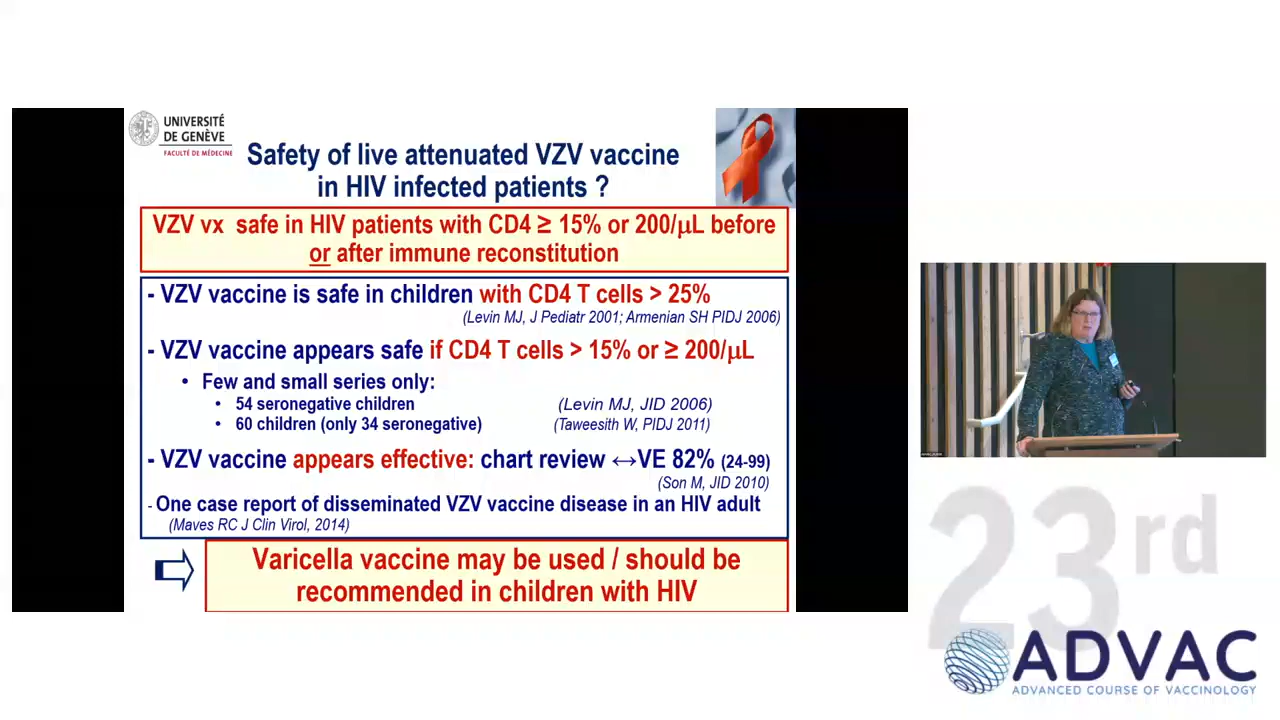 UNIVERSITÉ
DE GENÈVE
FACULTÉ DE MÉDECINE
Safety of live attenuated VZV vaccine
in HIV infected patients ?
VZV vx safe in HIV patients with CD4 ≥ 15% or 200/µL before
or after immune reconstitution
- VZV vaccine is safe in children with CD4 T cells > 25%
(Levin MJ, J Pediatr 2001; Armenian SH PIDJ 2006)
- VZV vaccine appears safe if CD4 T cells > 15% or ≥ 200/µL
• Few and small series only:
• 54 seronegative children (Levin MJ, JID 2006)
• 60 children (only 34 seronegative) (Taweesith W, PIDJ 2011)
- VZV vaccine appears effective: chart review ↔VE 82% (24-99)
(Son M, JID 2010)
- One case report of disseminated VZV vaccine disease in an HIV adult
(Maves RC J Clin Virol, 2014)
Varicella vaccine may be used / should be
recommended in children with HIV
23rd
ADVAC
ADVANCED COURSE OF VACCINOLOGY